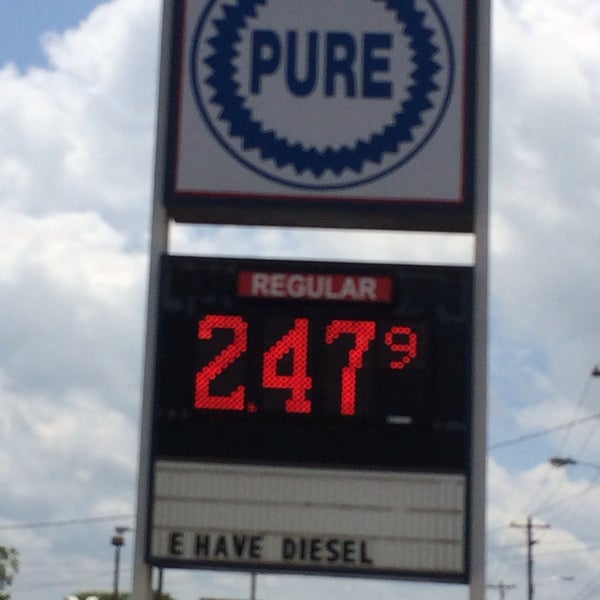 PURE
REGULAR
2.47 9
E HAVE DIESEL